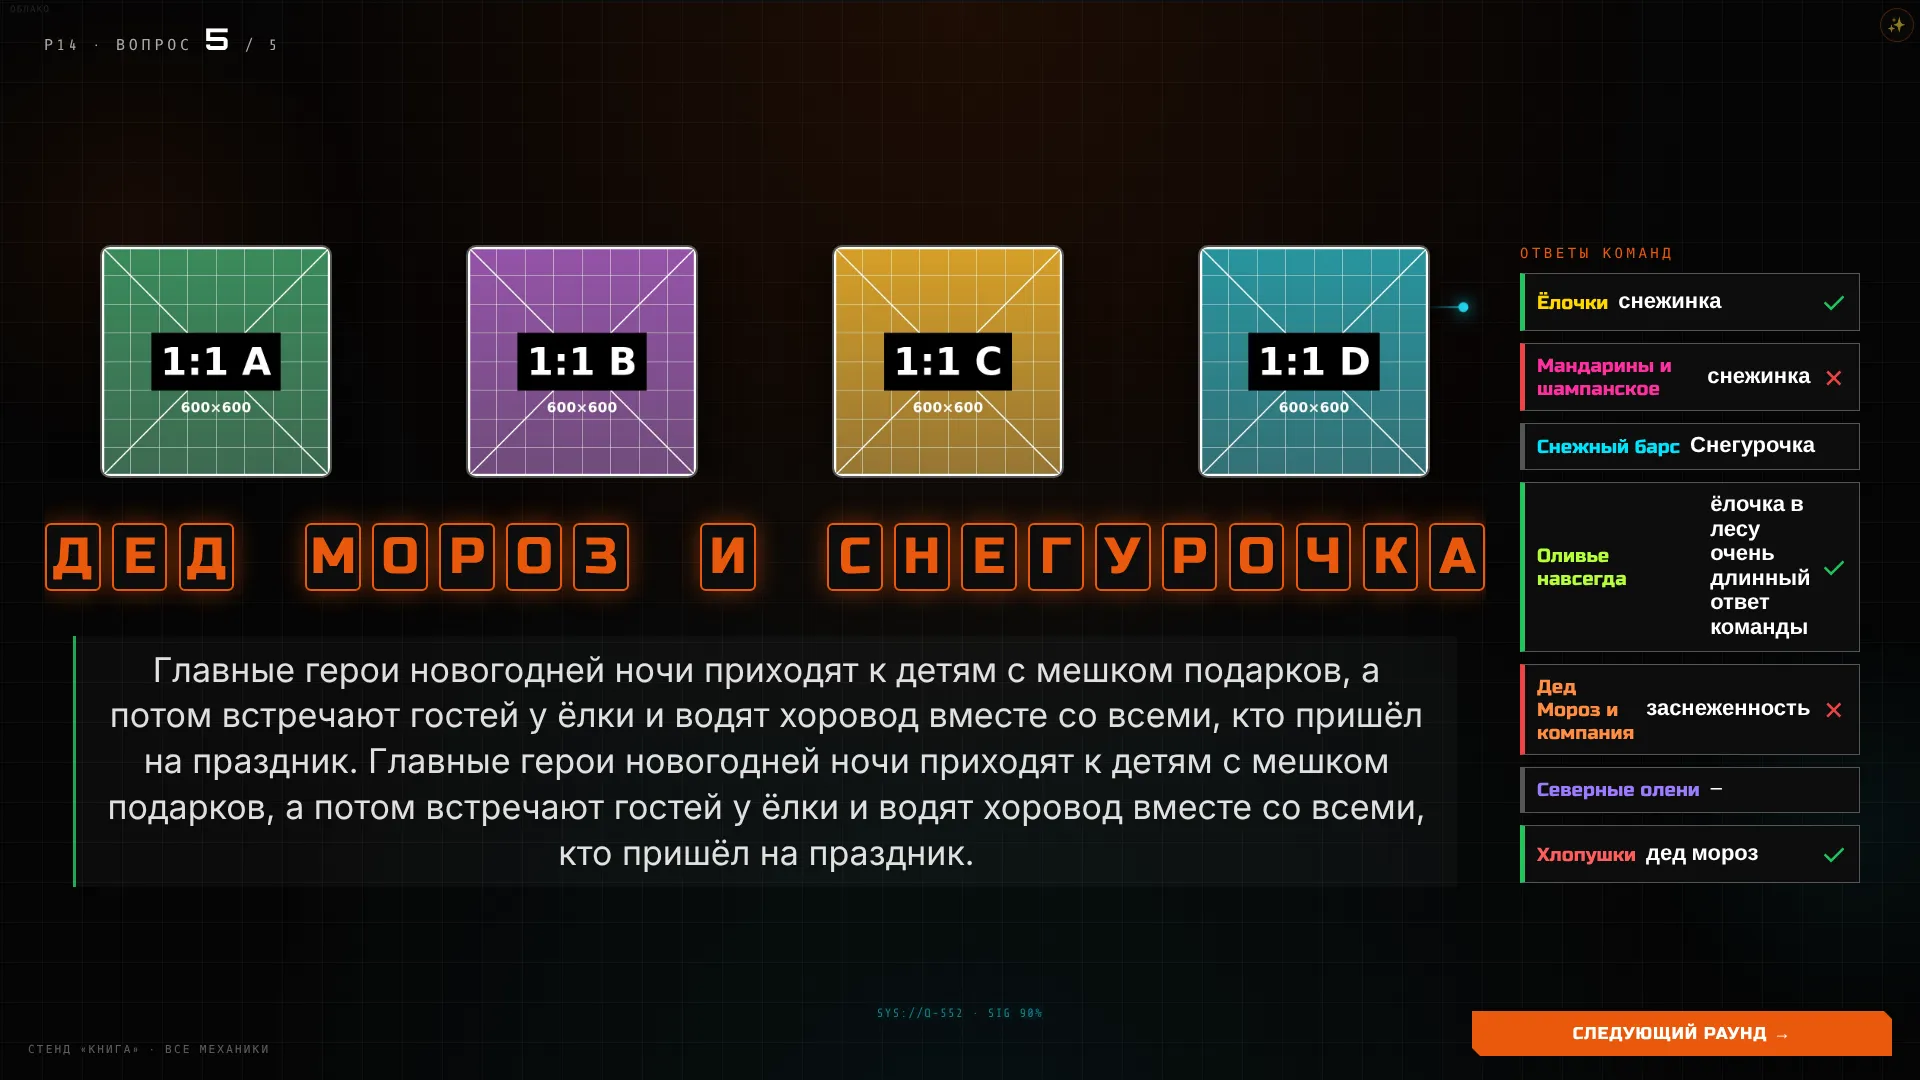 ОБЛАКО
Р14 · ВОПРОС 5 / 5
1:1 A
600×600
1:1 B
600×600
1:1 C
600×600
1:1 D
600×600
ДЕД МОРОЗ И СНЕГУРОЧКА
Главные герои новогодней ночи приходят к детям с мешком подарков, а
потом встречают гостей у ёлки и водят хоровод вместе со всеми, кто пришёл
на праздник. Главные герои новогодней ночи приходят к детям с мешком
подарков, а потом встречают гостей у ёлки и водят хоровод вместе со всеми,
кто пришёл на праздник.
ОТВЕТЫ КОМАНД
Ёлочки снежинка
Мандарины и
шампанское
снежинка
Снежный барс Снегурочка
Оливье
навсегда
ёлочка в
лесу
очень
длинный
ответ
команды
Дед
Мороз и
компания
заснеженность
Северные олени –
Хлопушки дед мороз
SYS://Q-552 · SIG 90%
СТЕНД «КНИГА» · ВСЕ МЕХАНИКИ
СЛЕДУЮЩИЙ РАУНД →